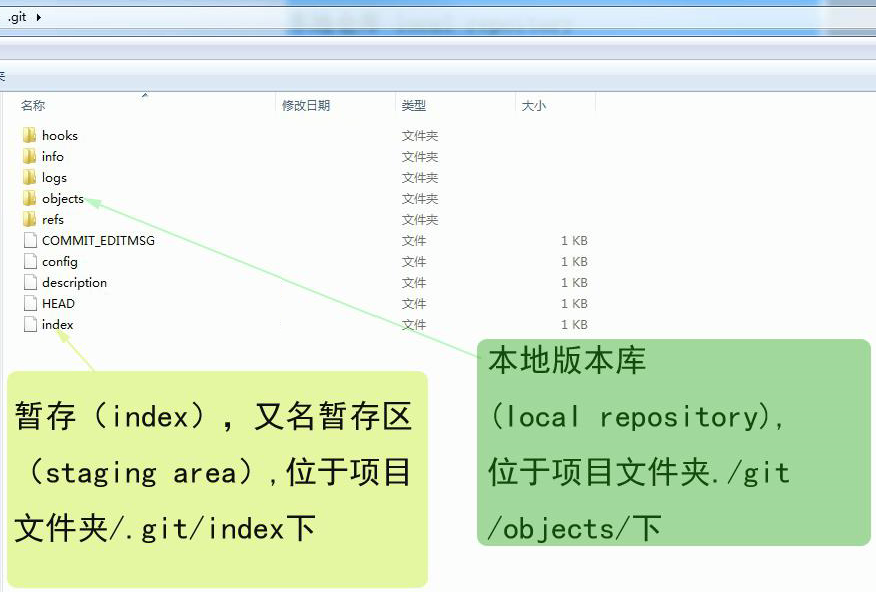 .git
夹
名称 修改日期 类型 大小
hooks 文件夹
info 文件夹
logs 文件夹
objects 文件夹
refs 文件夹
COMMIT_EDITMSG 文件 1 KB
config 文件 1 KB
description 文件 1 KB
HEAD 文件 1 KB
index 文件 1 KB
暂存（index），又名暂存区
（staging area）,位于项目
文件夹/.git/index下
本地版本库
(local repository),
位于项目文件夹./git
/objects/下